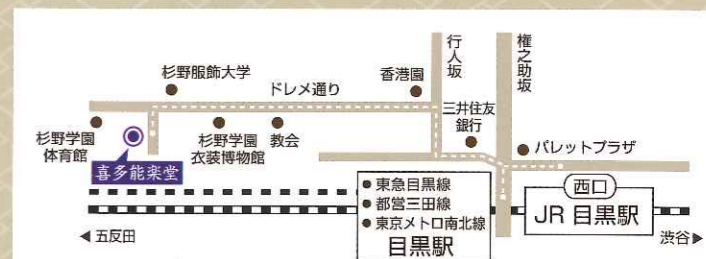 杉野服飾大学
ドレメ通り
香港園
行人坂
権之助坂
三井住友
銀行
パレットプラザ
杉野学園
体育館
喜多能楽堂
杉野学園
衣装博物館
教会
東急目黒線
都営三田線
東京メトロ南北線
目黒駅
西口
JR 目黒駅
五反田
渋谷